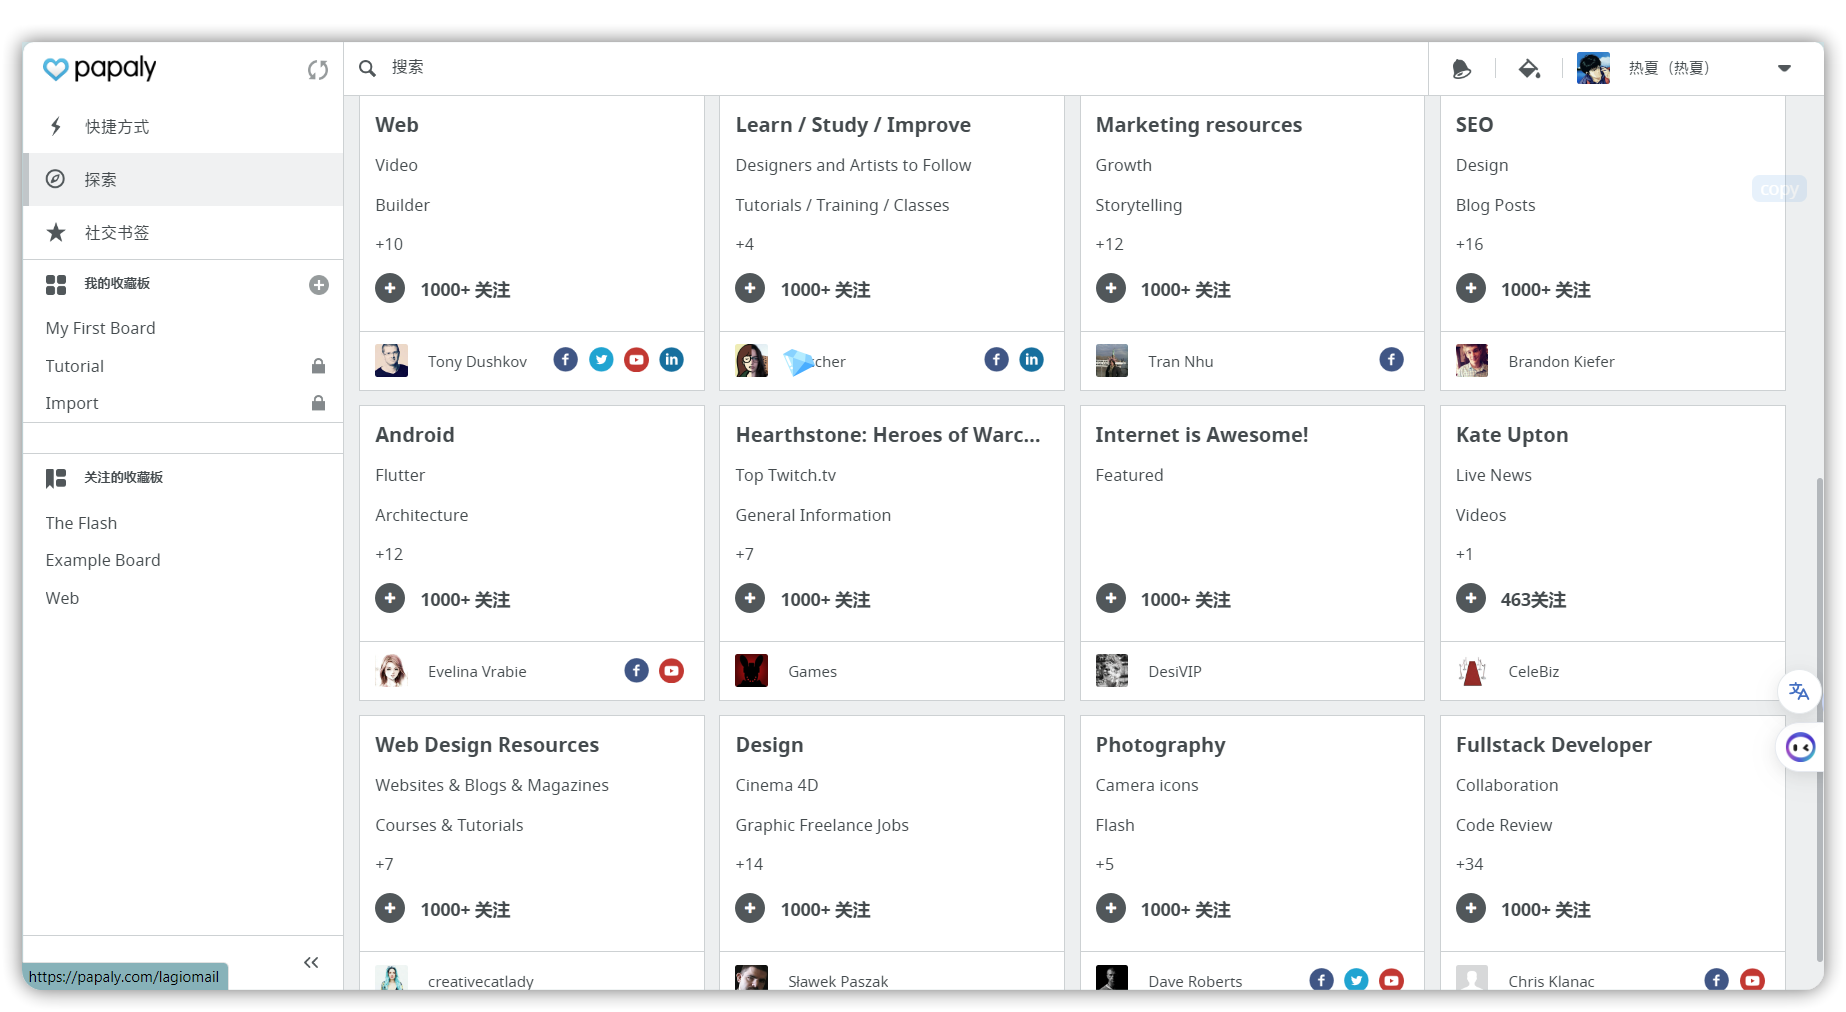 papaly
搜索
热夏（热夏）
快捷方式
探索
社交书签
我的收藏板
My First Board
Tutorial
Import
关注的收藏板
The Flash
Example Board
Web
https://papaly.com/lagiomail
Web
Video
Builder
+10
1000+ 关注
Tony Dushkov
Learn / Study / Improve
Designers and Artists to Follow
Tutorials / Training / Classes
+4
1000+ 关注
cher
Marketing resources
Growth
Storytelling
+12
1000+ 关注
Tran Nhu
SEO
Design
Blog Posts
+16
1000+ 关注
Brandon Kiefer
copy
Android
Flutter
Architecture
+12
1000+ 关注
Evelina Vrabie
Hearthstone: Heroes of Warc...
Top Twitch.tv
General Information
+7
1000+ 关注
Games
Internet is Awesome!
Featured
1000+ 关注
DesiVIP
Kate Upton
Live News
Videos
+1
463关注
CeleBiz
Web Design Resources
Websites & Blogs & Magazines
Courses & Tutorials
+7
1000+ 关注
creativecatlady
Design
Cinema 4D
Graphic Freelance Jobs
+14
1000+ 关注
Sławek Paszak
Photography
Camera icons
Flash
+5
1000+ 关注
Dave Roberts
Fullstack Developer
Collaboration
Code Review
+34
1000+ 关注
Chris Klanac